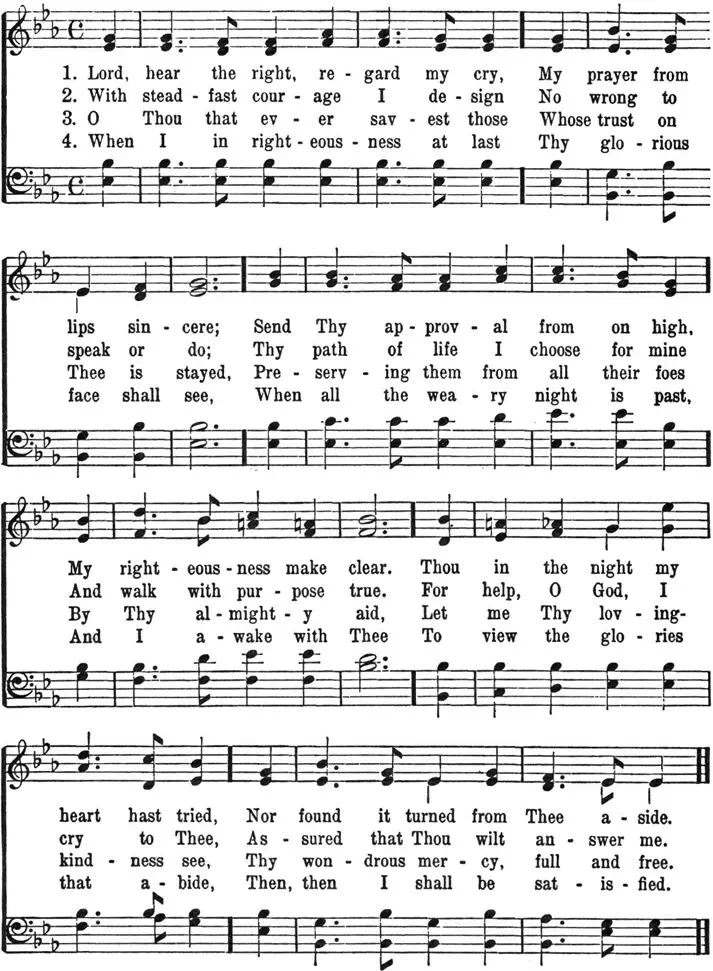 1. Lord, hear the right, re - gard my cry, My prayer from
2. With stead - fast cour - age I de - sign No wrong to
3. O Thou that ev - er sav - est those Whose trust on
4. When I in right - eous - ness at last Thy glo - rious
lips sin - cere; Send Thy ap - prov - al from on high,
speak or do; Thy path of life I choose for mine
Thee is stayed, Pre - serv - ing them from all their foes
face shall see, When all the wea - ry night is past,
My right - eous - ness make clear. Thou in the night my
And walk with pur - pose true. For help, O God, I
By Thy al - might - y aid, Let me Thy lov - ing-
And I a - wake with Thee To view the glo - ries
heart hast tried, Nor found it turned from Thee a - side.
cry to Thee, As - sured that Thou wilt an - swer me.
kind - ness see, Thy won - drous mer - cy, full and free.
that a - bide, Then, then I shall be sat - is - fied.